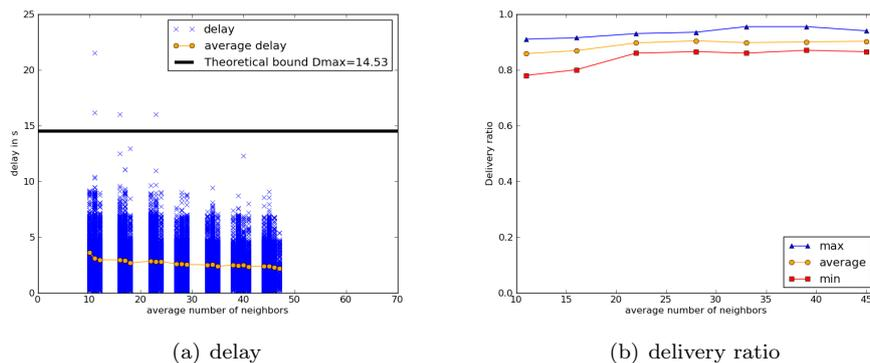 25
20
15
10
5
0
delay in s
delay
average delay
Theoretical bound Dmax=14.53
0 10 20 30 40 50 60 70
average number of neighbors
(a) delay
1.0
0.8
0.6
0.4
0.2
0.0
Delivery ratio
max
average
min
10 15 20 25 30 35 40 45
average number of neighbors
(b) delivery ratio